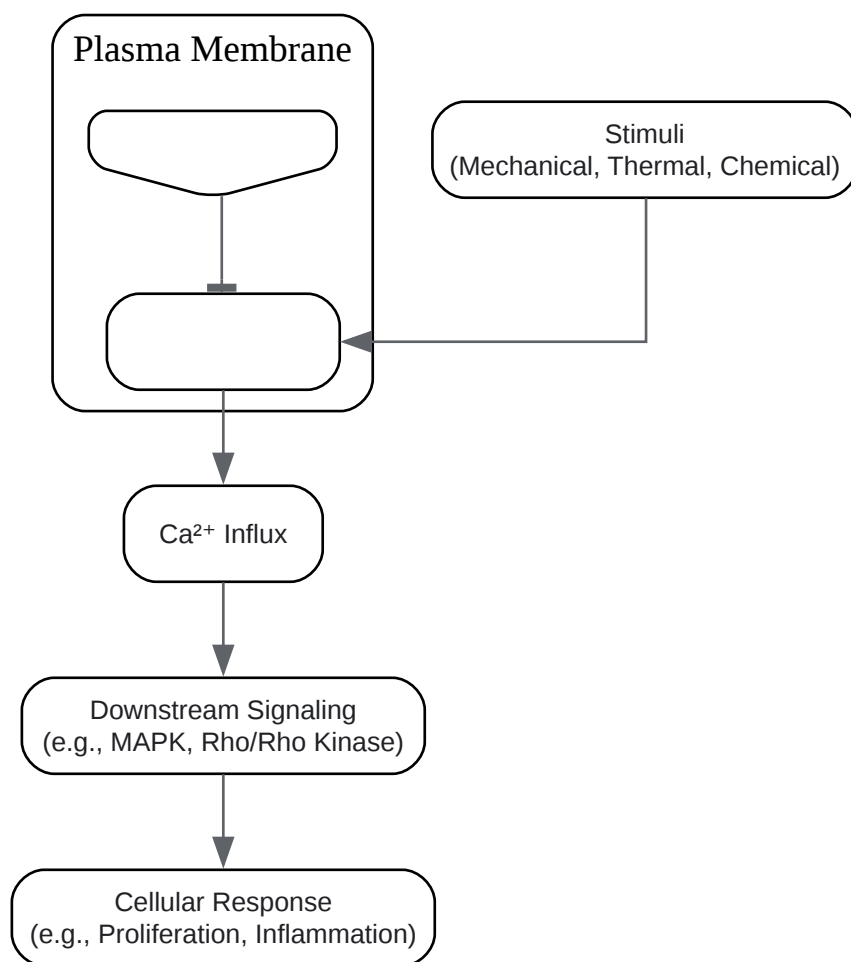 Plasma Membrane
Stimuli
(Mechanical, Thermal, Chemical)
Ca²⁺ Influx
Downstream Signaling
(e.g., MAPK, Rho/Rho Kinase)
Cellular Response
(e.g., Proliferation, Inflammation)